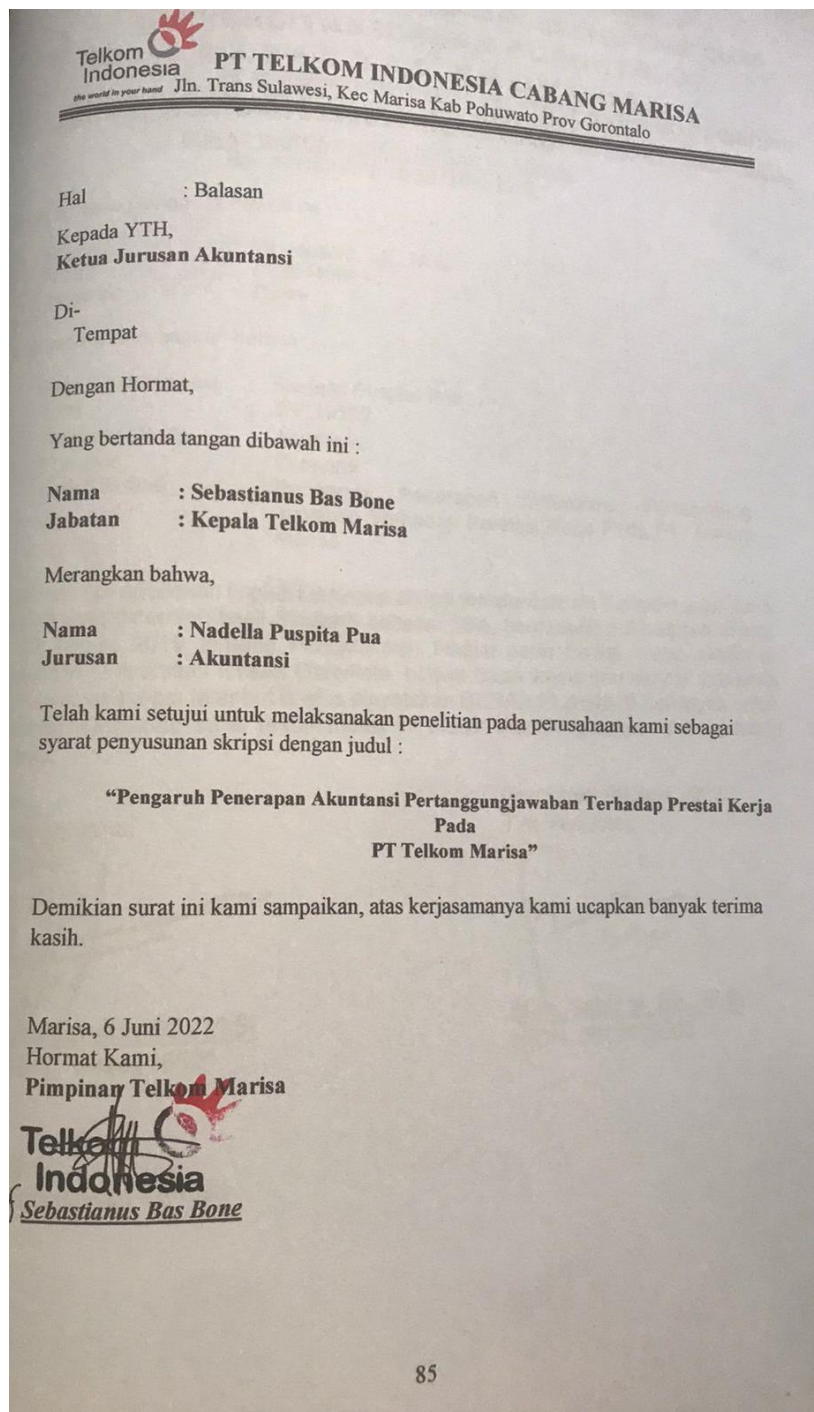 Telkom
Indonesia
the world in your hand
PT TELKOM INDONESIA CABANG MARISA
Jln. Trans Sulawesi, Kec Marisa Kab Pohuwato Prov Gorontalo
Hal : Balasan
Kepada YTH,
Ketua Jurusan Akuntansi
Di-
Tempat
Dengan Hormat,
Yang bertanda tangan dibawah ini :
Nama : Sebastianus Bas Bone
Jabatan : Kepala Telkom Marisa
Merangkan bahwa,
Nama : Nadella Puspita Pua
Jurusan : Akuntansi
Telah kami setujui untuk melaksanakan penelitian pada perusahaan kami sebagai
syarat penyusunan skripsi dengan judul :
“Pengaruh Penerapan Akuntansi Pertanggungjawaban Terhadap Prestai Kerja
Pada
PT Telkom Marisa”
Demikian surat ini kami sampaikan, atas kerjasamanya kami ucapkan banyak terima
kasih.
Marisa, 6 Juni 2022
Hormat Kami,
Pimpinan Telkom Marisa
Telkom
Indonesia
Sebastianus Bas Bone
85